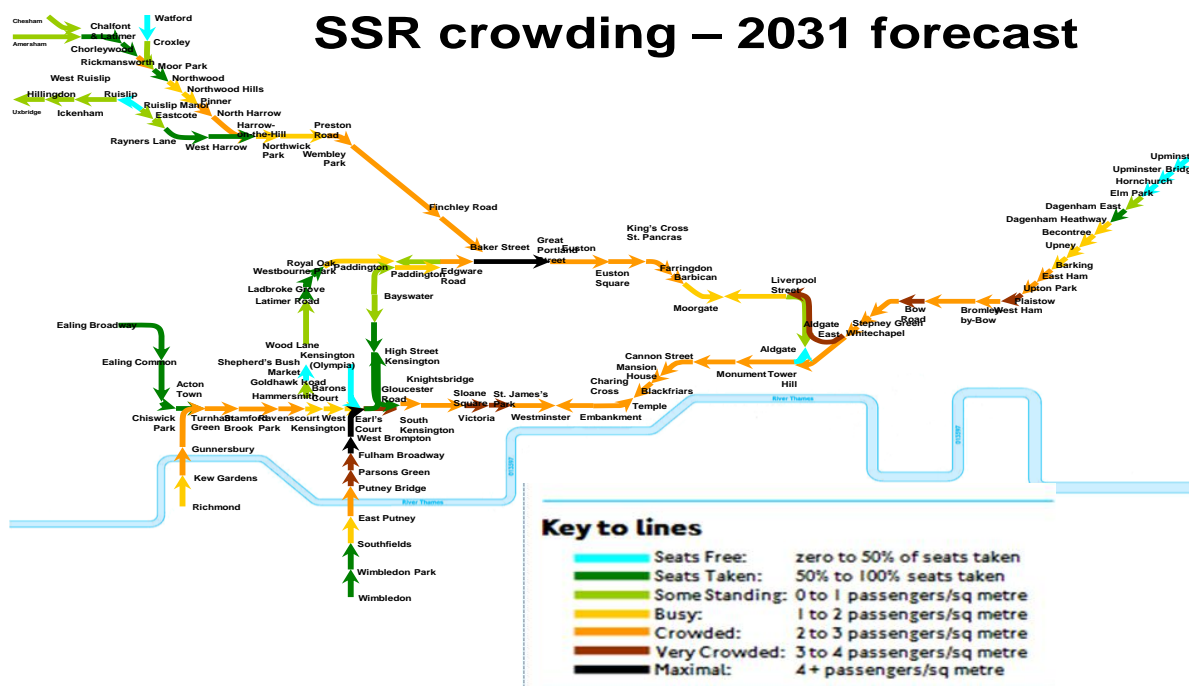 SSR crowding – 2031 forecast
Chesham
Amersham
Chalfont
& Latimer
Watford
Croxley
Chorleywood
Rickmansworth
Moor Park
Northwood
Northwood Hills
Pinner
North Harrow
Harrow-
on-the-Hill
West Ruislip
Hillingdon
Uxbridge
Ickenham
Ruislip
Ruislip Manor
Eastcote
Rayners Lane
West Harrow
Northwick
Park
Preston
Road
Wembley
Park
Finchley Road
Baker Street
Great
Portland
Street
Euston
Euston
Square
King's Cross
St. Pancras
Farringdon
Barbican
Moorgate
Liverpool
Street
Aldgate
East
Aldgate
Tower
Hill
Monument
Cannon Street
Mansion
House
Blackfriars
Temple
Charing
Cross
Embankment
Westminster
St. James's
Park
Victoria
Sloane
Square
Knightsbridge
South
Kensington
Gloucester
Road
High Street
Kensington
Bayswater
Paddington
Paddington
Edgware
Road
Royal Oak
Westbourne Park
Ladbroke Grove
Latimer Road
Wood Lane
Shepherd's Bush
Market
Goldhawk Road
Hammersmith
Kensington
(Olympia)
Barons
Court
West
Kensington
Earl's
Court
Ealing Broadway
Ealing Common
Acton
Town
Chiswick
Park
Turnham
Green
Stamford
Brook
Ravenscourt
Park
Gunnersbury
Kew Gardens
Richmond
West Brompton
Fulham Broadway
Parsons Green
Putney Bridge
East Putney
Southfields
Wimbledon Park
Wimbledon
Whitechapel
Stepney Green
Bow
Road
Bromley-
by-Bow
West Ham
Plaistow
Upton Park
East Ham
Barking
Upney
Becontree
Dagenham Heathway
Dagenham East
Elm Park
Hornchurch
Upminster Bridg
Upminst
River Thames
River Thames
Key to lines
Seats Free: zero to 50% of seats taken
Seats Taken: 50% to 100% seats taken
Some Standing: 0 to 1 passengers/sq metre
Busy: 1 to 2 passengers/sq metre
Crowded: 2 to 3 passengers/sq metre
Very Crowded: 3 to 4 passengers/sq metre
Maximal: 4+ passengers/sq metre